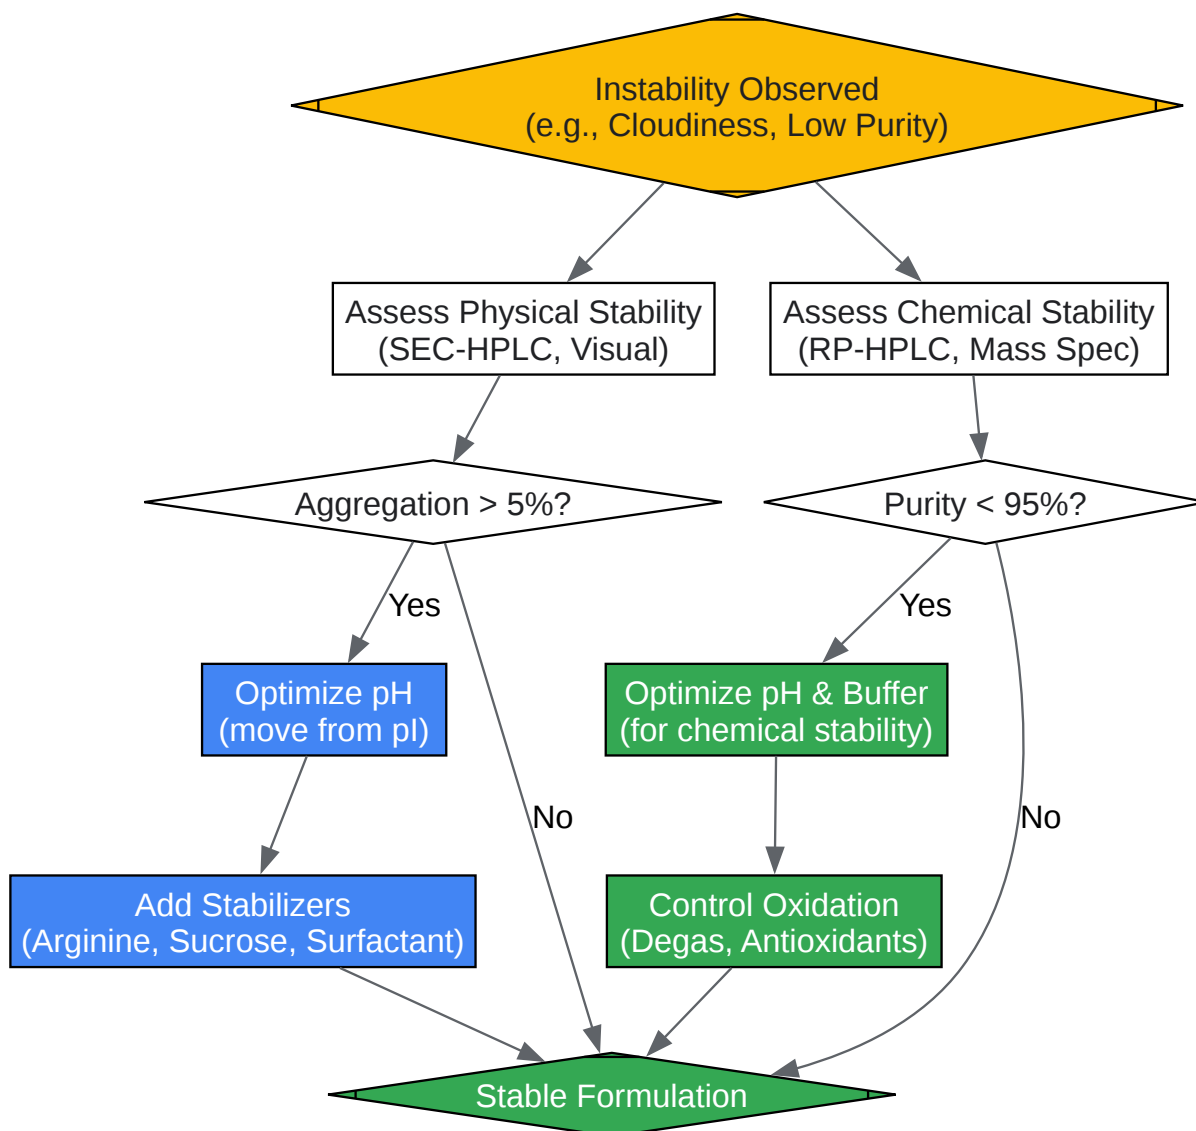 Instability Observed
(e.g., Cloudiness, Low Purity)
Assess Physical Stability
(SEC-HPLC, Visual)
Assess Chemical Stability
(RP-HPLC, Mass Spec)
Aggregation > 5%?
Purity < 95%?
Yes
Yes
Optimize pH
(move from pI)
Optimize pH & Buffer
(for chemical stability)
No
No
Add Stabilizers
(Arginine, Sucrose, Surfactant)
Control Oxidation
(Degas, Antioxidants)
Stable Formulation